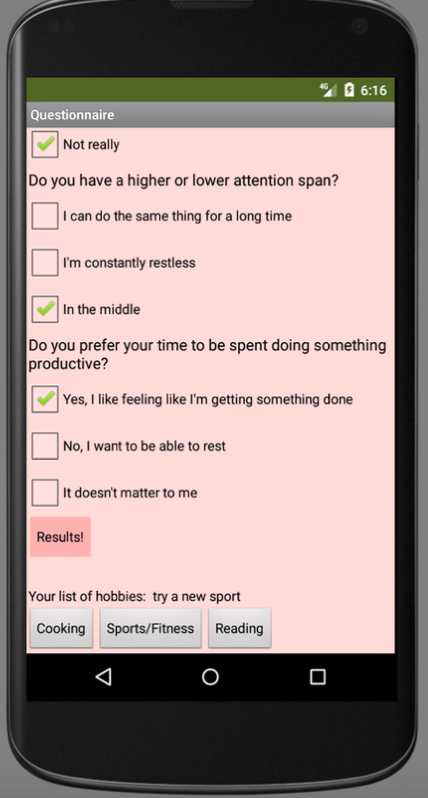 4G 6:16
Questionnaire
Not really
Do you have a higher or lower attention span?
I can do the same thing for a long time
I'm constantly restless
In the middle
Do you prefer your time to be spent doing something
productive?
Yes, I like feeling like I'm getting something done
No, I want to be able to rest
It doesn't matter to me
Results!
Your list of hobbies: try a new sport
Cooking Sports/Fitness Reading